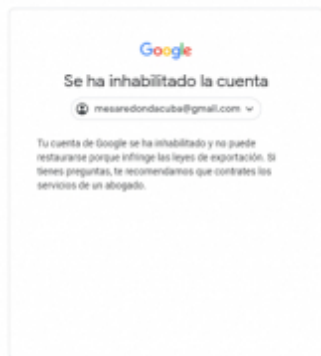 Google
Se ha inhabilitado la cuenta
mesaredondacuba@gmail.com
Tu cuenta de Google se ha inhabilitado y no puede
restaurarse porque infringe las leyes de exportación. Si
tienes preguntas, te recomendamos que contrates los
servicios de un abogado.